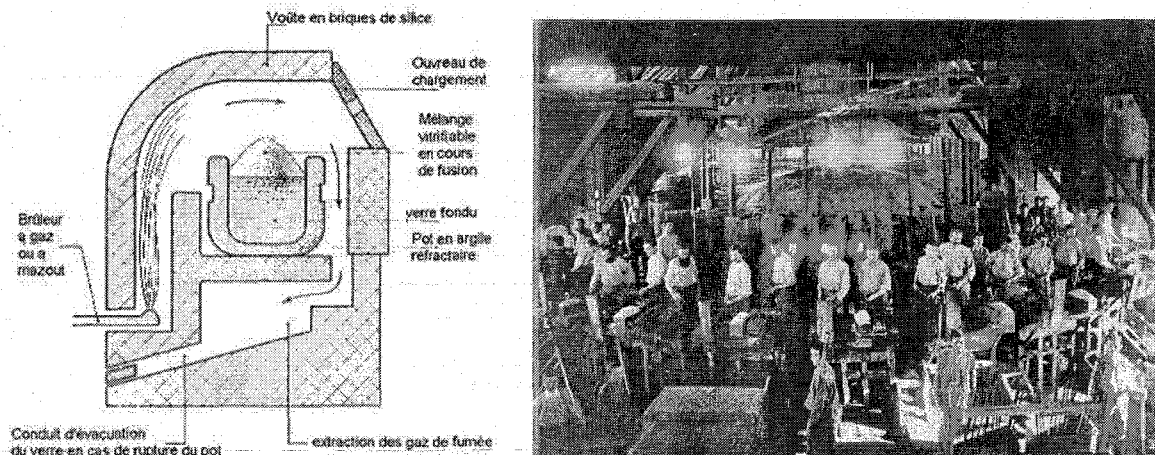 Voûte en briques de silice
Ouvreau de
chargement
Mélange
vitrifiable
en cours
de fusion
verre fondu
Pot en argile
réfractaire
Brûleur
a gaz
ou a
mazout
Conduit d'évacuation
du verre en cas de rupture du pot
extraction des gaz de fumée